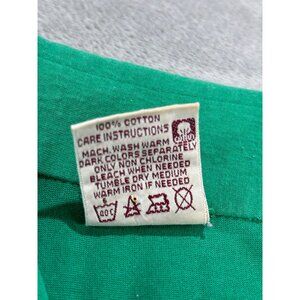 100% COTTON
CARE INSTRUCTIONS
MACH. WASH WARM
DARK COLORS SEPARATELY
ONLY NON CHLORINE
BLEACH WHEN NEEDED
TUMBLE DRY MEDIUM
WARM IRON IF NEEDED
40C